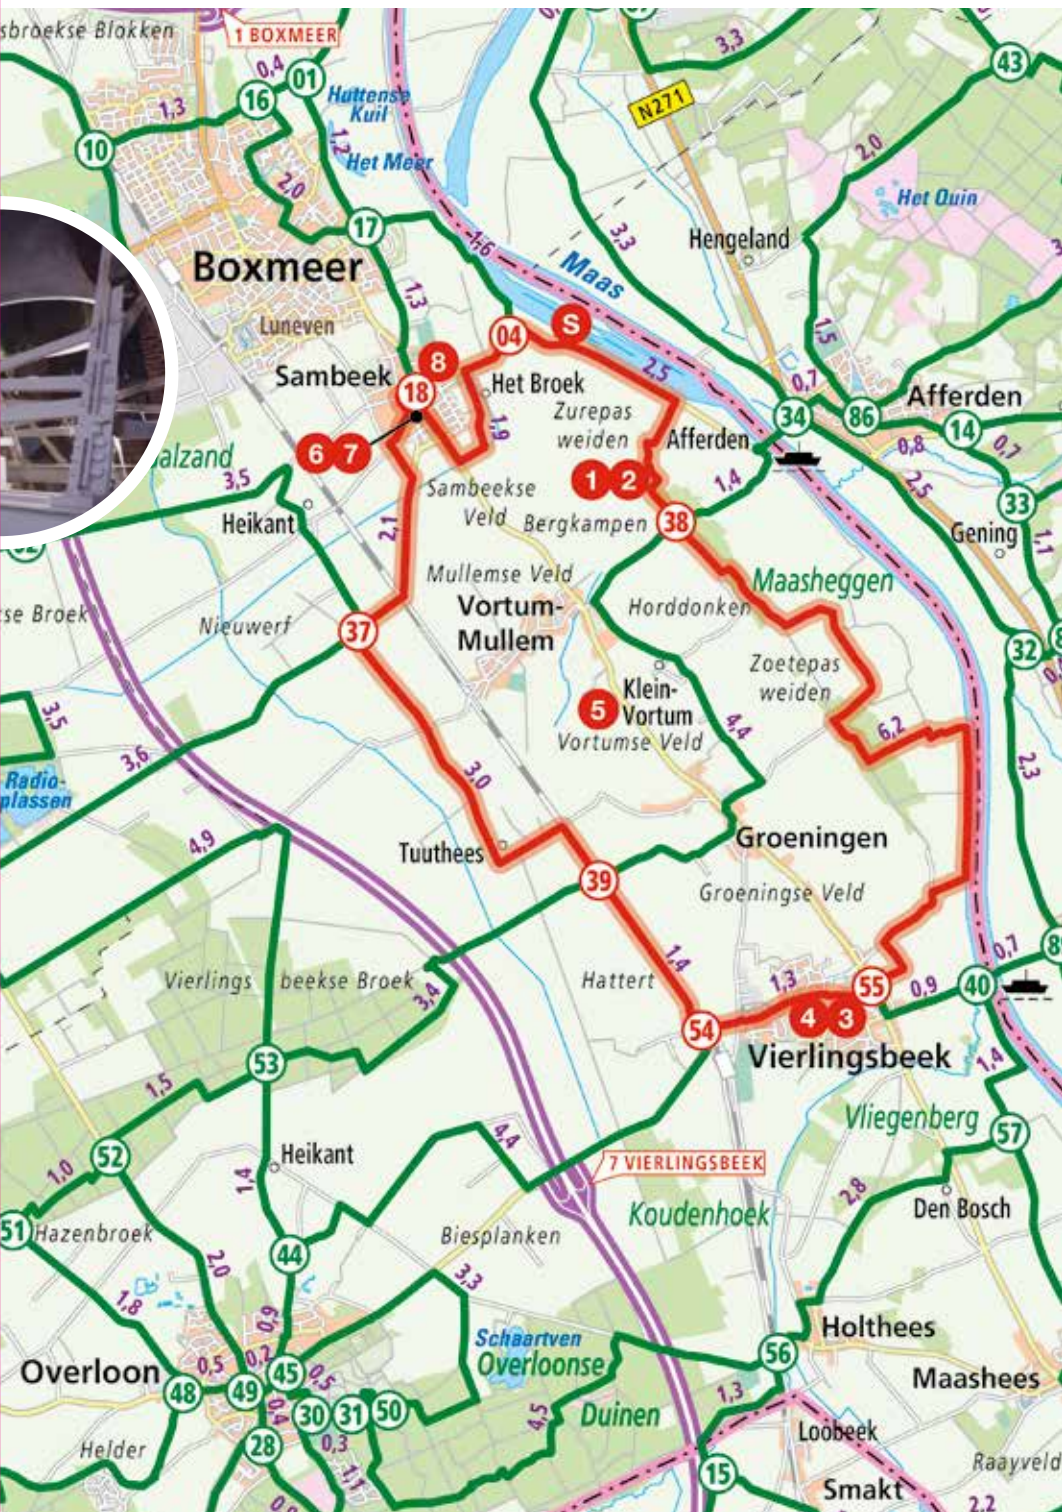 sbroekse Blokken
1 BOXMEER
3,3
43
0,4
01
16
Huttense
Kuil
N271
1,3
10
1,2
Het Meer
2,0
2,0
Het Quin
17
1,6
3,3
Hengeland
Boxmeer
Maas
1,3
Luneven
04
S
1,5
8
2,5
Sambeek
18
Het Broek
0,7
Afferden
Zurepas
weiden
34
86
14
1,9
Afferden
0,8
0,7
6 7
alzand
3,5
1 2
1,4
2,5
Sambeekse
Veld
33
Heikant
2,1
Bergkampen
38
Gening
1,1
Mullemse Veld
Maasheggen
Vortum-
Mullem
Horddonken
se Broek
Nieuwerf
37
32
Zoetepas
weiden
Klein-
Vortum
5
3,5
Vortumse Veld
4,4
6,2
3,6
2,3
Radio-
plassen
3,0
4,9
Tuuthees
Groeningen
39
Groeningse Veld
0,7
Vierlings beekse Broek
1,4
Hattert
1,3
55
0,9
40
3,4
4 3
54
Vierlingsbeek
53
1,4
1,5
Vliegenberg
57
4,4
52
Heikant
7 VIERLINGSBEEK
1,0
1,4
2,8
51
Hazenbroek
Koudenhoek
Den Bosch
Biesplanken
44
2,0
3,3
1,8
0,9
Holthees
Schaartven
Overloonse
56
Overloon
0,5
0,2
45
0,5
Maashees
48
49
1,3
0,4
30
31
50
4,5
Duinen
28
0,3
Helder
Loobeek
1,1
15
Raayveld
Smakt
2,2